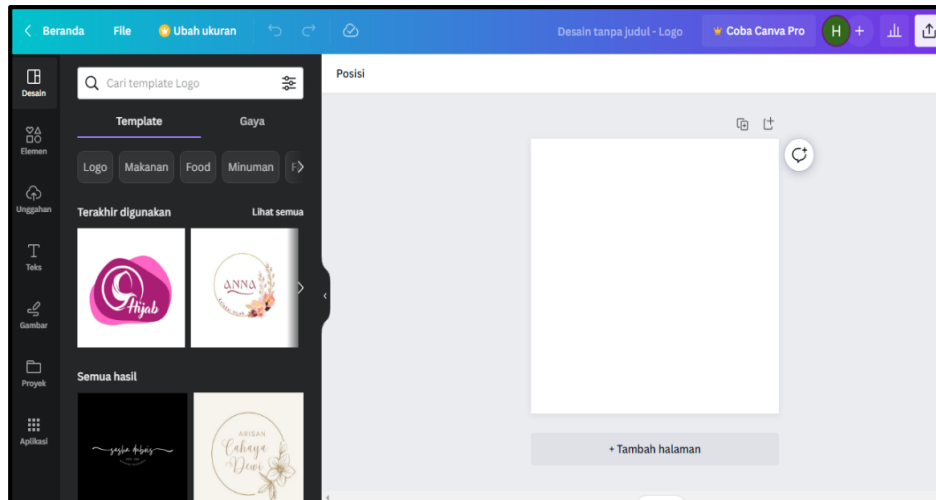 Beranda File Ubah ukuran Desain tanpa judul - Logo Coba Canva Pro H +
Desain
Elemen
Unggahan
Teks
Gambar
Proyek
Aplikasi
Cari template Logo
Template Gaya
Logo Makanan Food Minuman
Terakhir digunakan Lihat semua
Hijab
ANNA
Semua hasil
ARISAN
Cahaya
Dewi
Posisi
+ Tambah halaman